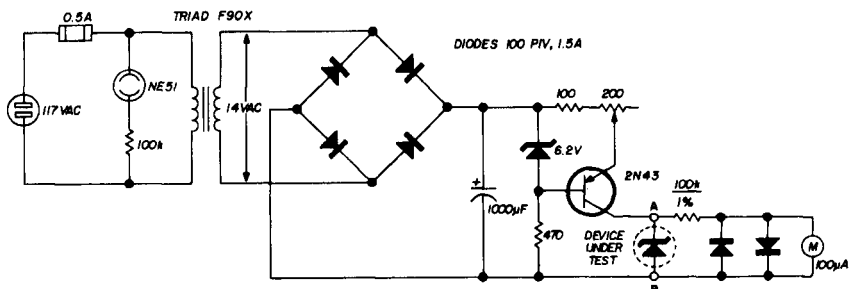 TRIAD F90X
0.5A
DIODES 100 PIV, 1.5A
NE51
117VAC
14VAC
100k
100
200
6.2V
2N43
+
1000µF
470
A
100k
1%
DEVICE
UNDER
TEST
M
100µA
B